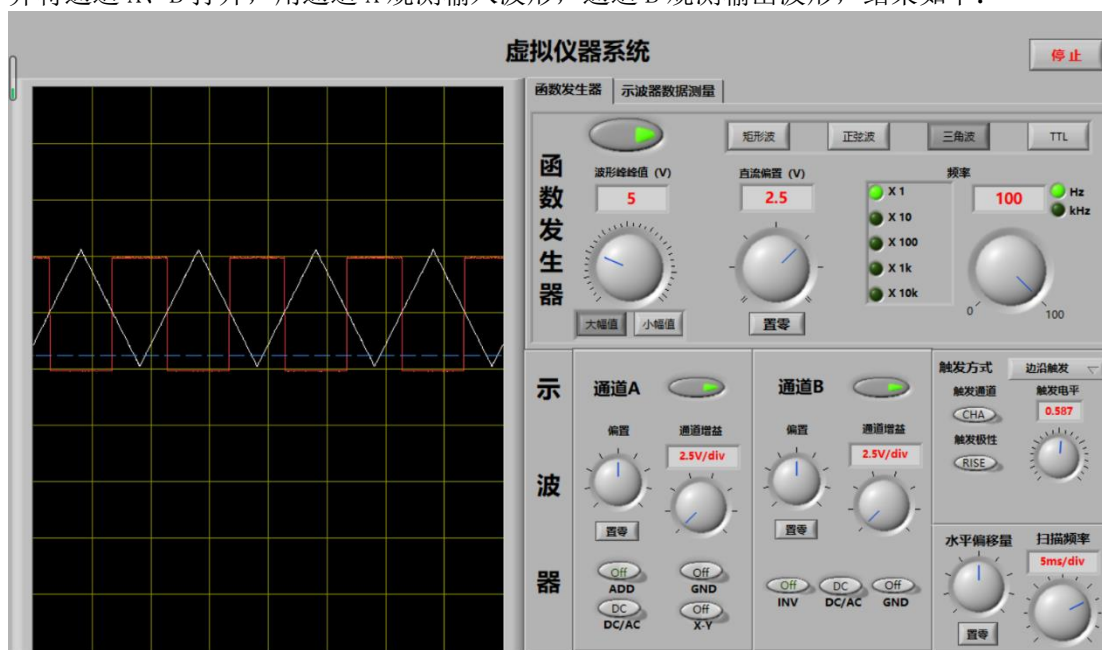 并将通道 A、B 打开，用通道 A 观测输入波形，通道 B 观测输出波形，结果如下：
虚拟仪器系统
停止
函数发生器 示波器数据测量
函数发生器
矩形波 正弦波 三角波 TTL
波形峰峰值 (V) 直流偏置 (V) 频率
5 2.5 100
X 1
X 10
X 100
X 1k
X 10k
Hz
kHz
0 100
大幅值 小幅值 置零
示波器
通道A
偏置 通道增益
2.5V/div
置零
Off Off
ADD GND
DC Off
DC/AC X-Y
通道B
偏置 通道增益
2.5V/div
置零
Off DC Off
INV DC/AC GND
触发方式 边沿触发
触发通道 触发电平
CHA 0.587
触发极性
RISE
水平偏移量 扫描频率
5ms/div
置零